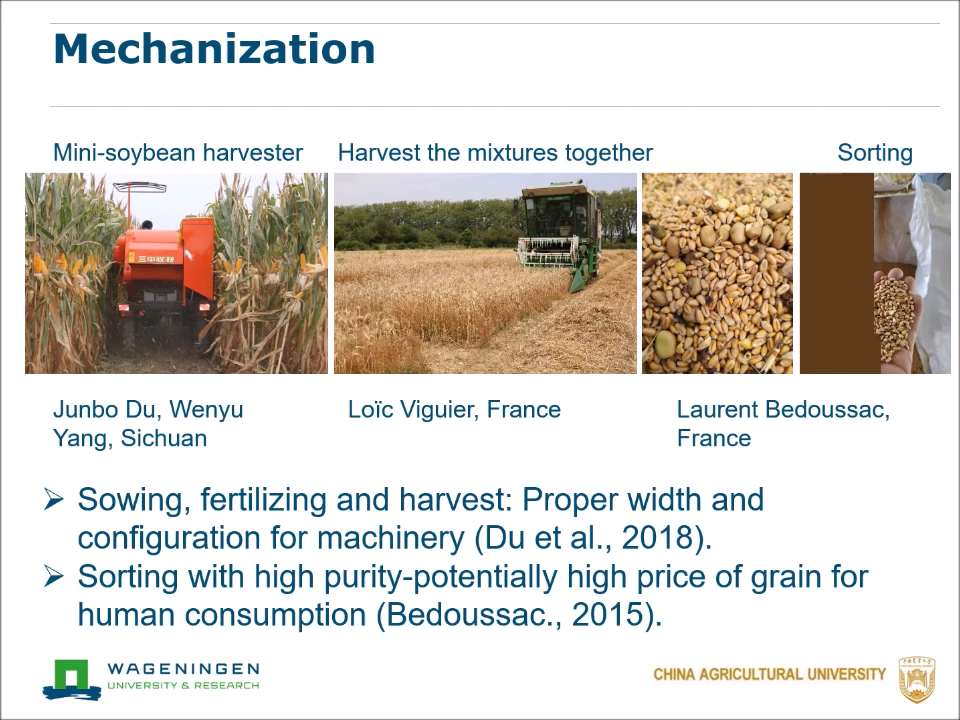 Mechanization
Mini-soybean harvester
Harvest the mixtures together
Sorting
Junbo Du, Wenyu
Yang, Sichuan
Loïc Viguier, France
Laurent Bedoussac,
France
➢ Sowing, fertilizing and harvest: Proper width and
configuration for machinery (Du et al., 2018).
➢ Sorting with high purity-potentially high price of grain for
human consumption (Bedoussac., 2015).
WAGENINGEN
UNIVERSITY & RESEARCH
CHINA AGRICULTURAL UNIVERSITY